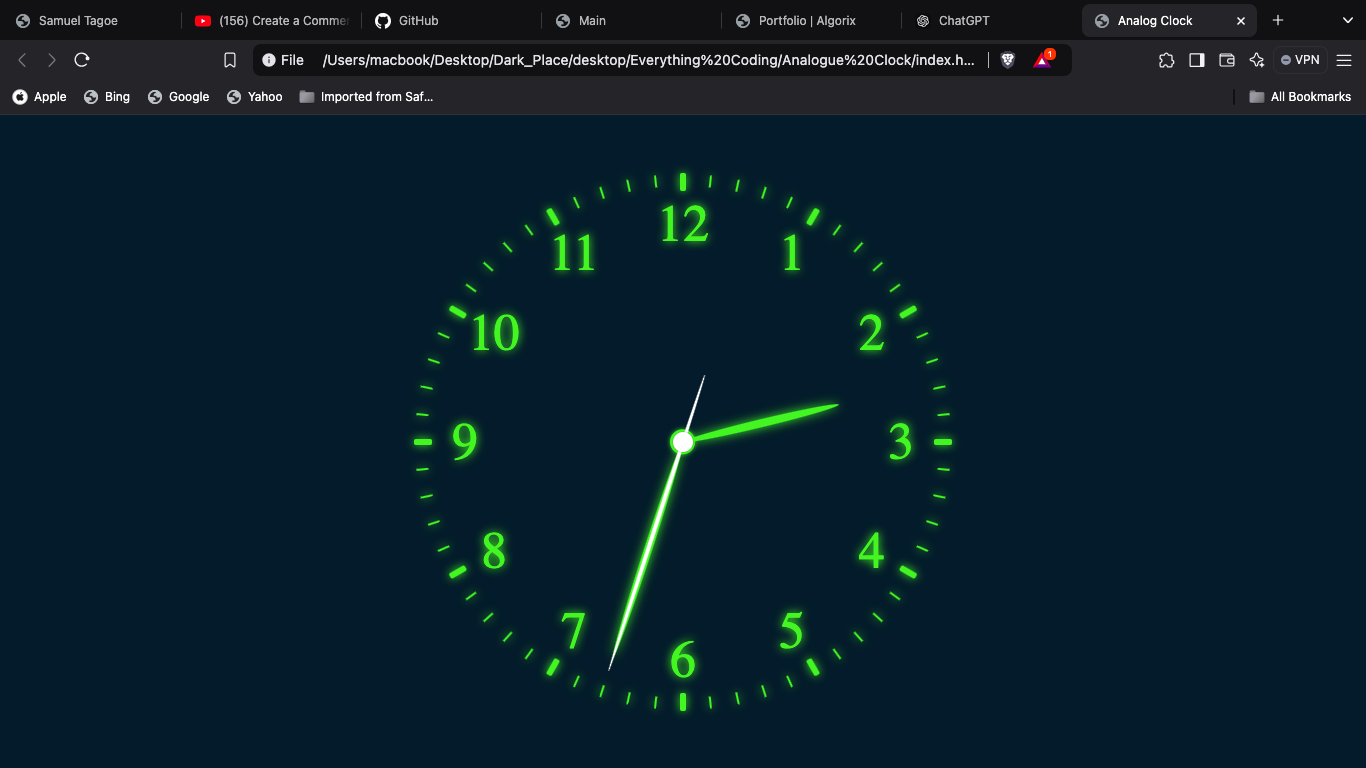 Samuel Tagoe
(156) Create a Commer
GitHub
Main
Portfolio | Algorix
ChatGPT
Analog Clock
File /Users/macbook/Desktop/Dark_Place/desktop/Everything%20Coding/Analogue%20Clock/index.h...
1
VPN
Apple
Bing
Google
Yahoo
Imported from Saf...
All Bookmarks
12
11
1
10
2
9
3
8
4
7
5
6